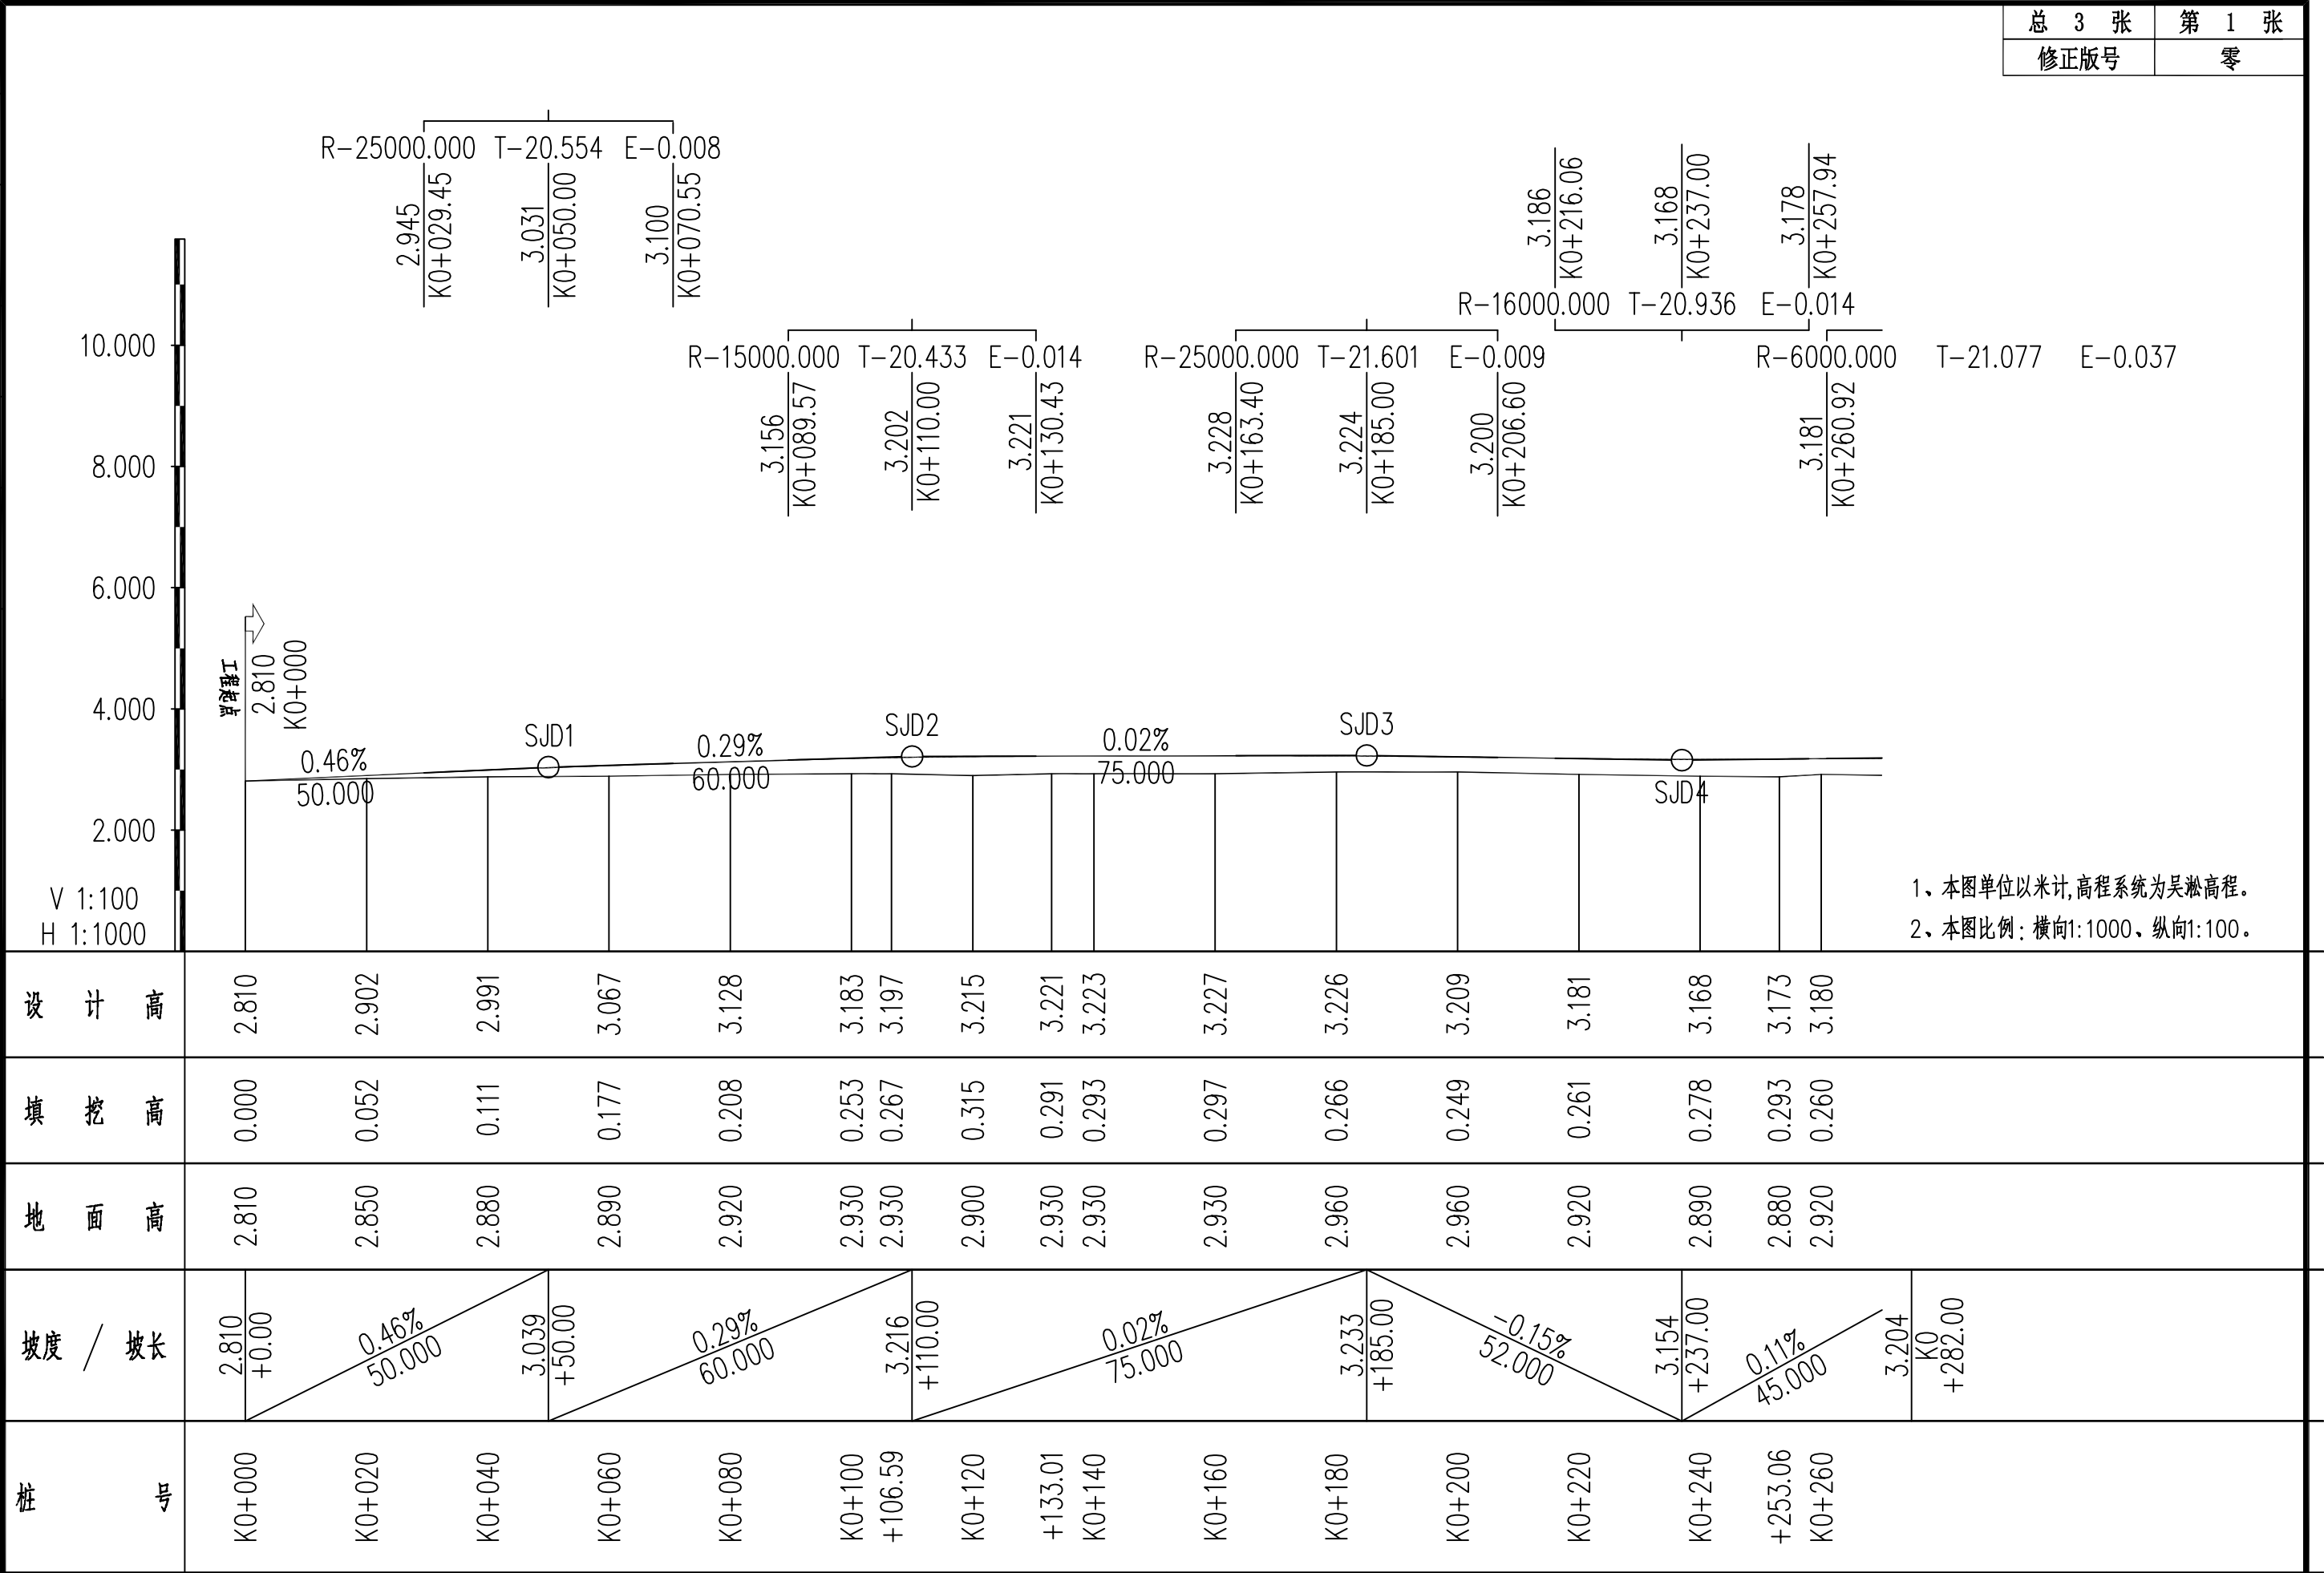 总 3 张 第 1 张
修正版号 零
R-25000.000 T-20.554 E-0.008
2.945 K0+029.45
3.031 K0+050.00
3.100 K0+070.55
3.186 K0+216.06
3.168 K0+237.00
3.178 K0+257.94
R-16000.000 T-20.936 E-0.014
R-15000.000 T-20.433 E-0.014
3.156 K0+089.57
3.202 K0+110.00
3.221 K0+130.43
R-25000.000 T-21.601 E-0.009
3.228 K0+163.40
3.224 K0+185.00
3.200 K0+206.60
R-6000.000 T-21.077 E-0.037
3.181 K0+260.92
10.000
8.000
6.000
4.000
2.000
V 1:100
H 1:1000
工程起点
2.810
K0+000
0.46%
50.000
SJD1
0.29%
60.000
SJD2
0.02%
75.000
SJD3
SJD4
1、本图单位以米计,高程系统为吴淞高程。
2、本图比例：横向1:1000、纵向1:100。
设计高 2.810 2.902 2.991 3.067 3.128 3.183 3.197 3.215 3.221 3.223 3.227 3.226 3.209 3.181 3.168 3.173 3.180
填挖高 0.000 0.052 0.111 0.177 0.208 0.253 0.267 0.315 0.291 0.293 0.297 0.266 0.249 0.261 0.278 0.293 0.260
地面高 2.810 2.850 2.880 2.890 2.920 2.930 2.930 2.900 2.930 2.930 2.930 2.960 2.960 2.920 2.890 2.880 2.920
坡度 / 坡长
2.810 +0.00
0.46%
50.000
3.039 +50.00
0.29%
60.000
3.216 +110.00
0.02%
75.000
3.233 +185.00
-0.15%
52.000
3.154 +237.00
0.11%
45.000
3.204 K0 +282.00
桩号 K0+000 K0+020 K0+040 K0+060 K0+080 K0+100 +106.59 K0+120 +133.01 K0+140 K0+160 K0+180 K0+200 K0+220 K0+240 +253.06 K0+260